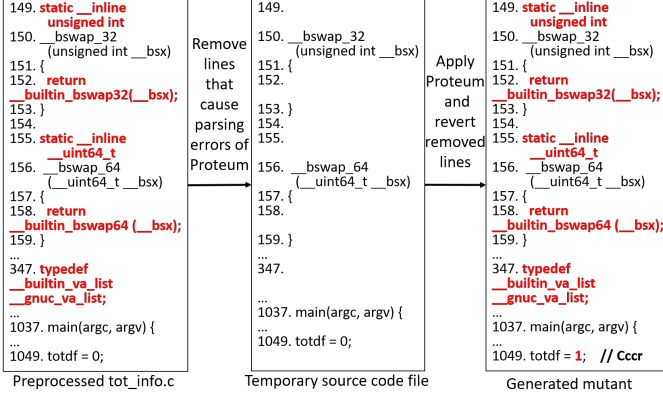 149. static __inline
unsigned int
150. __bswap_32
(unsigned int __bsx)
151. {
152. return
__builtin_bswap32(__bsx);
153. }
154.
155. static __inline
__uint64_t
156. __bswap_64
(__uint64_t __bsx)
157. {
158. return
__builtin_bswap64 (__bsx);
159. }
...
347. typedef
__builtin_va_list
__gnuc_va_list;
...
1037. main(argc, argv) {
...
1049. totdf = 0;
Preprocessed tot_info.c
Remove
lines
that
cause
parsing
errors of
Proteum
149.
150. __bswap_32
(unsigned int __bsx)
151. {
152.
153. }
154.
155.
156. __bswap_64
(__uint64_t __bsx)
157. {
158.
159. }
...
347.
...
1037. main(argc, argv) {
...
1049. totdf = 0;
Temporary source code file
Apply
Proteum
and
revert
removed
lines
149. static __inline
unsigned int
150. __bswap_32
(unsigned int __bsx)
151. {
152. return
__builtin_bswap32(__bsx);
153. }
154.
155. static __inline
__uint64_t
156. __bswap_64
(__uint64_t __bsx)
157. {
158. return
__builtin_bswap64 (__bsx);
159. }
...
347. typedef
__builtin_va_list
__gnuc_va_list;
...
1037. main(argc, argv) {
...
1049. totdf = 1; // Cccr
Generated mutant